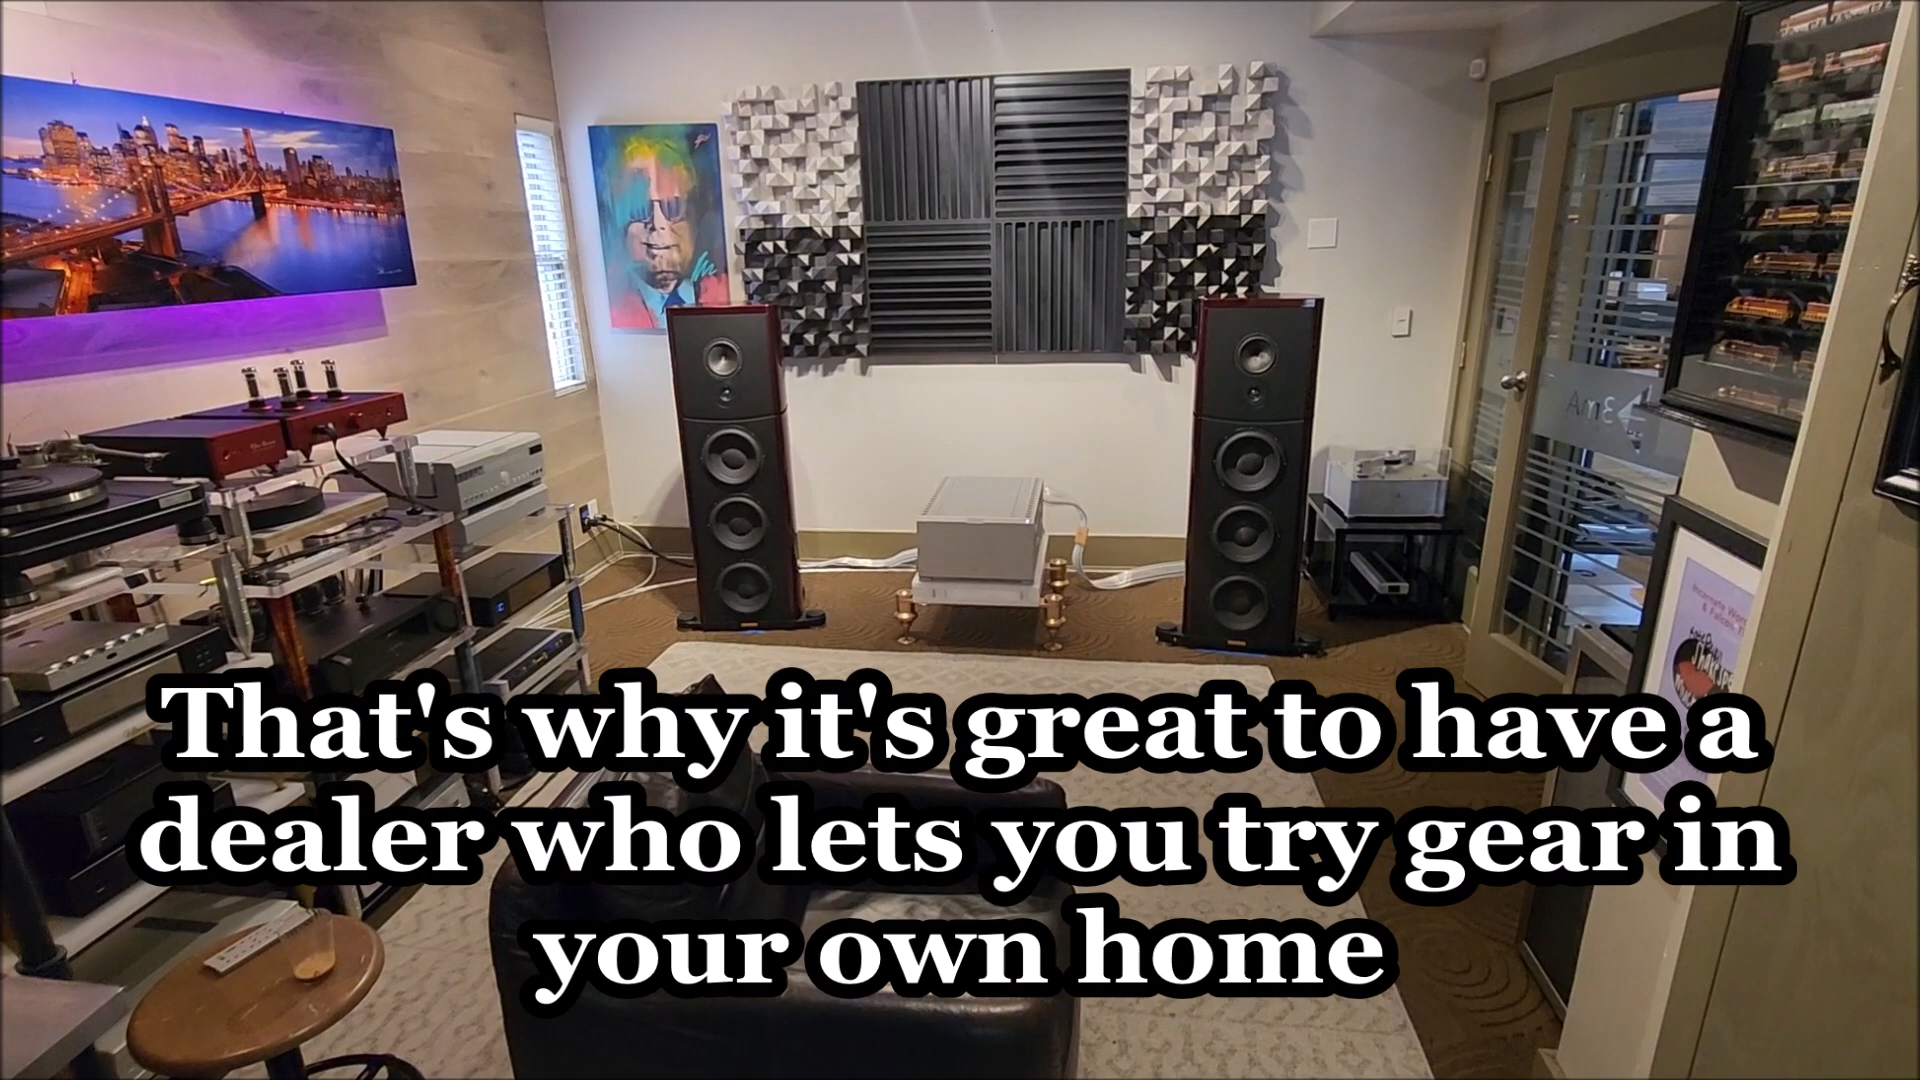 That's why it's great to have a
dealer who lets you try gear in
your own home